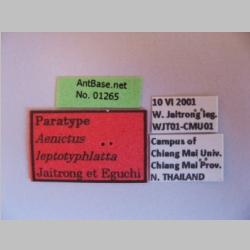 AntBase.net
No. 01265
Paratype
Aenictus
leptotyphlatta
Jaitrong et Eguchi
10 VI 2001
W. Jaitrong leg.
WJT01-CMU01
Campus of
Chiang Mai Univ.
Chiang Mai Prov.
N. THAILAND